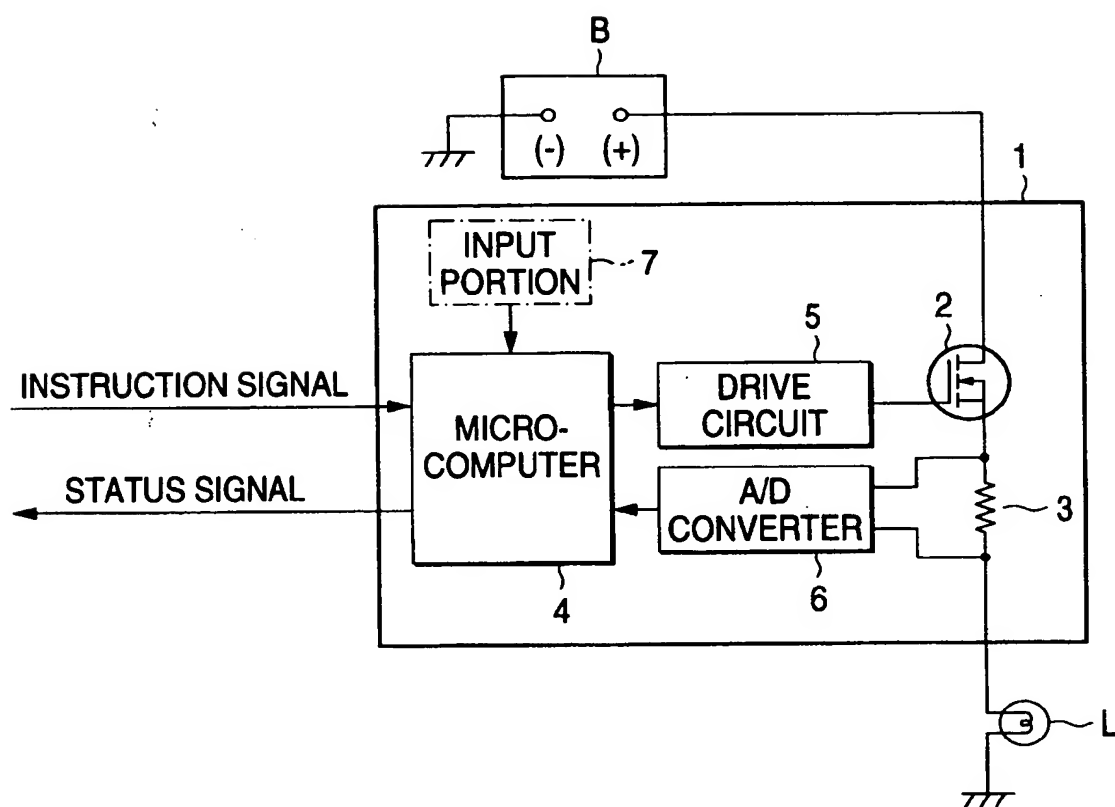 B
(-) (+)
1
INPUT
PORTION
7
2
5
INSTRUCTION SIGNAL
MICRO-
COMPUTER
DRIVE
CIRCUIT
STATUS SIGNAL
A/D
CONVERTER
3
4
6
L